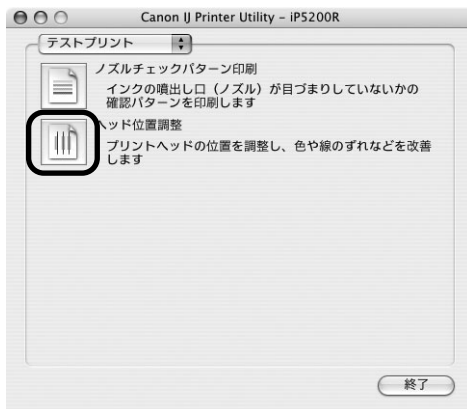 Canon IJ Printer Utility – iP5200R
テストプリント
ノズルチェックパターン印刷
インクの噴出し口（ノズル）が目づまりしていないかの
確認パターンを印刷します
ヘッド位置調整
プリントヘッドの位置を調整し、色や線のずれなどを改善
します
終了